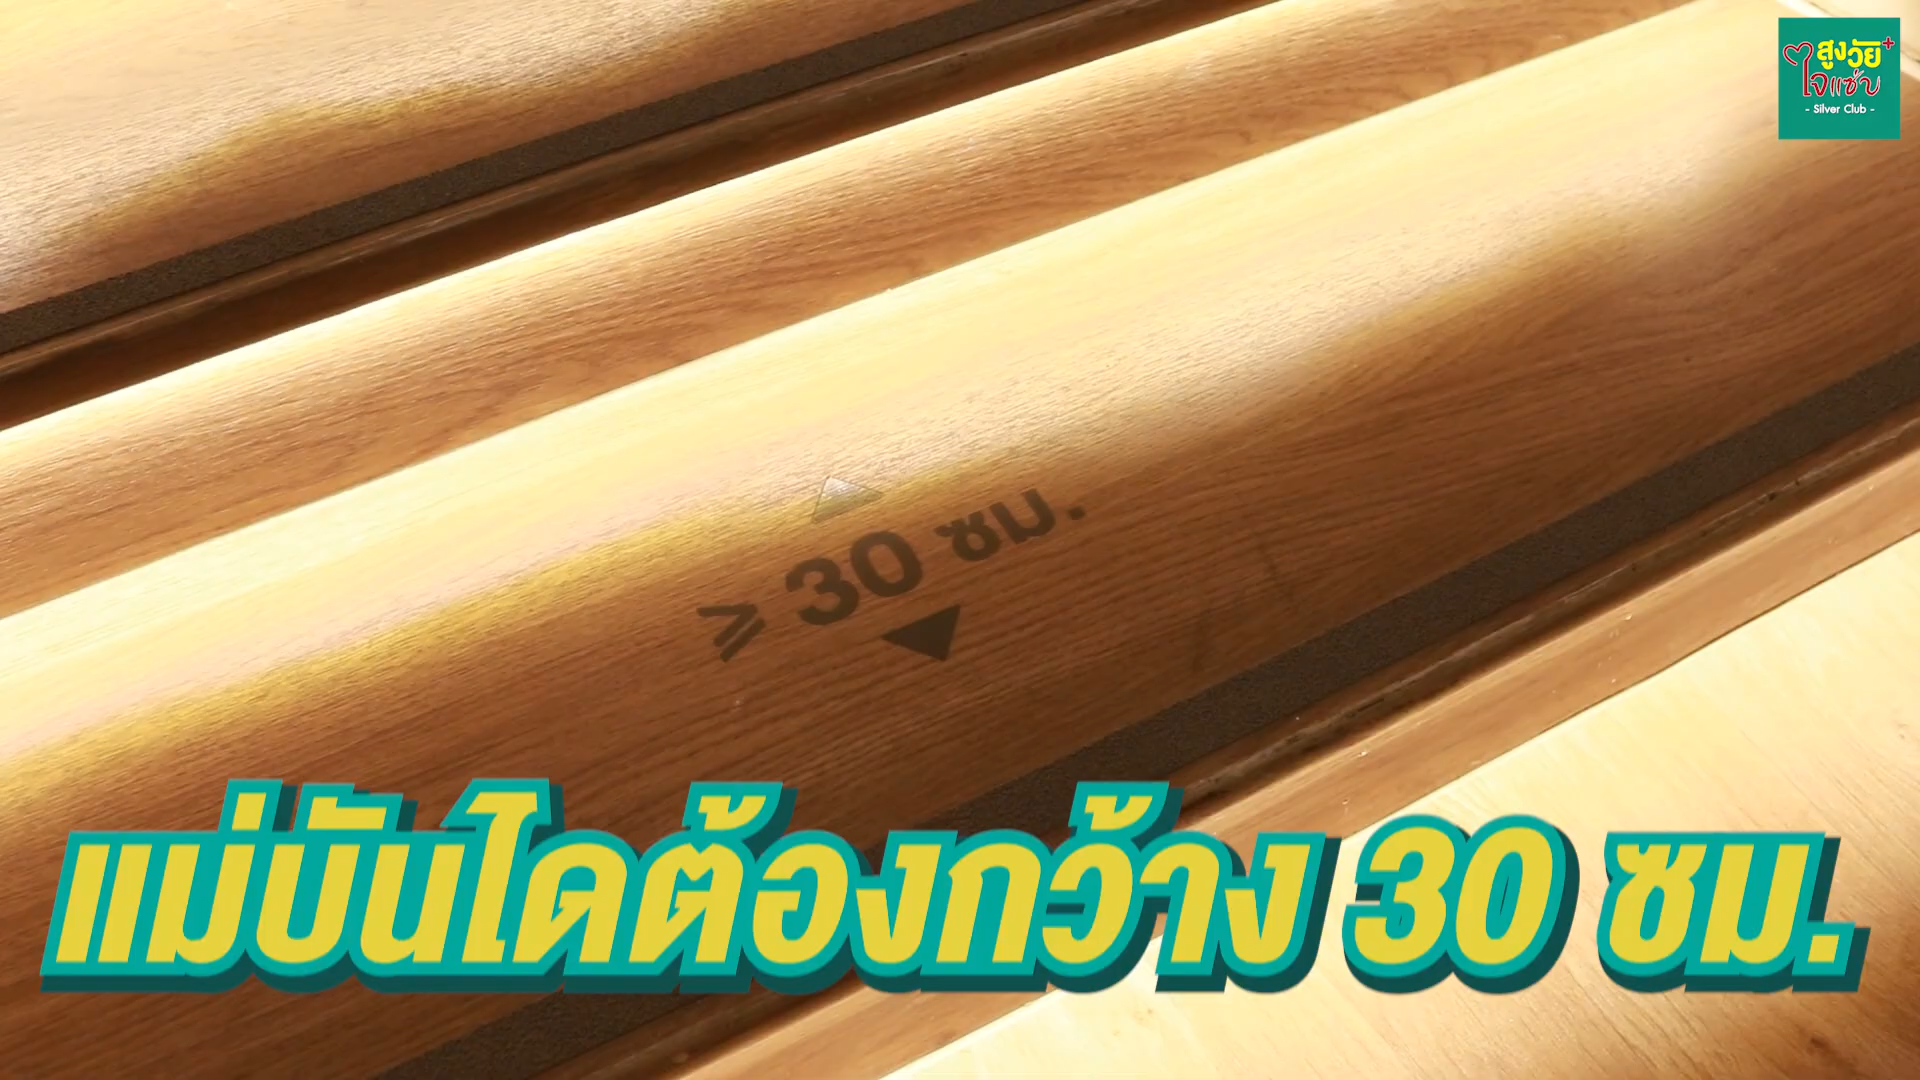 สูงวัย+
ใจแซ่บ
- Silver Club -
≥ 30 ซม.
แม่บันไดต้องกว้าง 30 ซม.